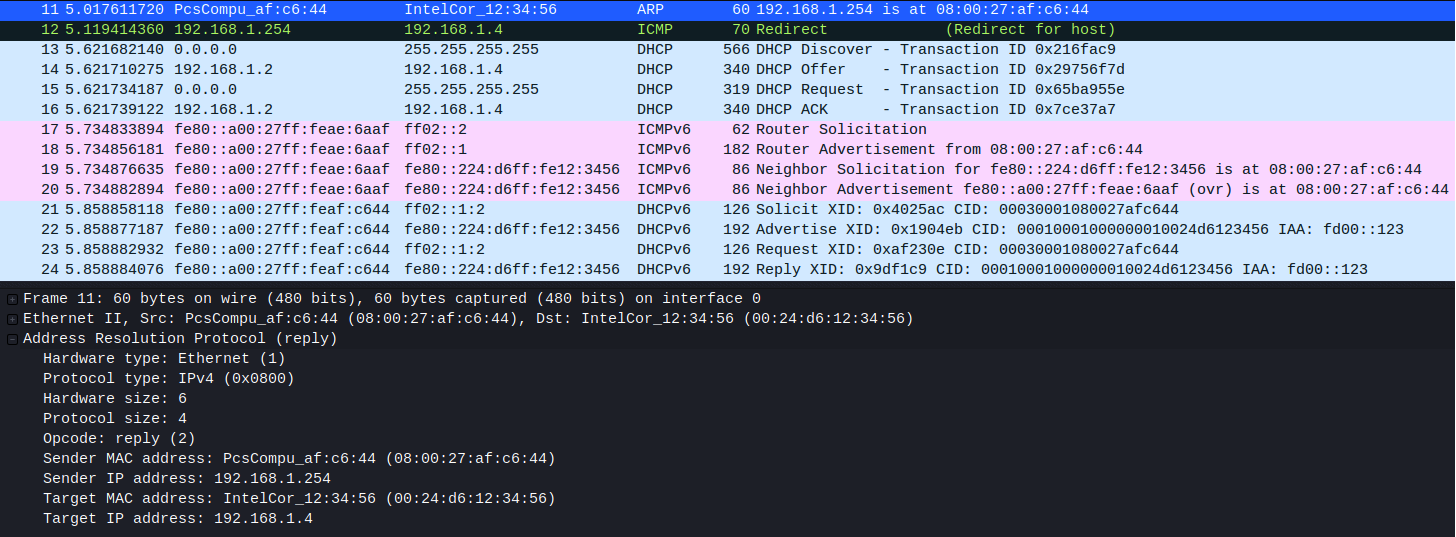 11 5.017611720 PcsCompu_af:c6:44 IntelCor_12:34:56 ARP 60 192.168.1.254 is at 08:00:27:af:c6:44
12 5.119414360 192.168.1.254 192.168.1.4 ICMP 70 Redirect (Redirect for host)
13 5.621682140 0.0.0.0 255.255.255.255 DHCP 566 DHCP Discover - Transaction ID 0x216fac9
14 5.621710275 192.168.1.2 192.168.1.4 DHCP 340 DHCP Offer - Transaction ID 0x29756f7d
15 5.621734187 0.0.0.0 255.255.255.255 DHCP 319 DHCP Request - Transaction ID 0x65ba955e
16 5.621739122 192.168.1.2 192.168.1.4 DHCP 340 DHCP ACK - Transaction ID 0x7ce37a7
17 5.734833894 fe80::a00:27ff:feae:6aaf ff02::2 ICMPv6 62 Router Solicitation
18 5.734856181 fe80::a00:27ff:feae:6aaf ff02::1 ICMPv6 182 Router Advertisement from 08:00:27:af:c6:44
19 5.734876635 fe80::a00:27ff:feae:6aaf fe80::224:d6ff:fe12:3456 ICMPv6 86 Neighbor Solicitation for fe80::224:d6ff:fe12:3456 is at 08:00:27:af:c6:44
20 5.734882894 fe80::a00:27ff:feae:6aaf fe80::224:d6ff:fe12:3456 ICMPv6 86 Neighbor Advertisement fe80::a00:27ff:feae:6aaf (ovr) is at 08:00:27:af:c6:44
21 5.858858118 fe80::a00:27ff:feaf:c644 ff02::1:2 DHCPv6 126 Solicit XID: 0x4025ac CID: 00030001080027afc644
22 5.858877187 fe80::a00:27ff:feaf:c644 fe80::224:d6ff:fe12:3456 DHCPv6 192 Advertise XID: 0x1904eb CID: 00010001000000010024d6123456 IAA: fd00::123
23 5.858882932 fe80::a00:27ff:feaf:c644 ff02::1:2 DHCPv6 126 Request XID: 0xaf230e CID: 00030001080027afc644
24 5.858884076 fe80::a00:27ff:feaf:c644 fe80::224:d6ff:fe12:3456 DHCPv6 192 Reply XID: 0x9df1c9 CID: 00010001000000010024d6123456 IAA: fd00::123
Frame 11: 60 bytes on wire (480 bits), 60 bytes captured (480 bits) on interface 0
Ethernet II, Src: PcsCompu_af:c6:44 (08:00:27:af:c6:44), Dst: IntelCor_12:34:56 (00:24:d6:12:34:56)
Address Resolution Protocol (reply)
Hardware type: Ethernet (1)
Protocol type: IPv4 (0x0800)
Hardware size: 6
Protocol size: 4
Opcode: reply (2)
Sender MAC address: PcsCompu_af:c6:44 (08:00:27:af:c6:44)
Sender IP address: 192.168.1.254
Target MAC address: IntelCor_12:34:56 (00:24:d6:12:34:56)
Target IP address: 192.168.1.4